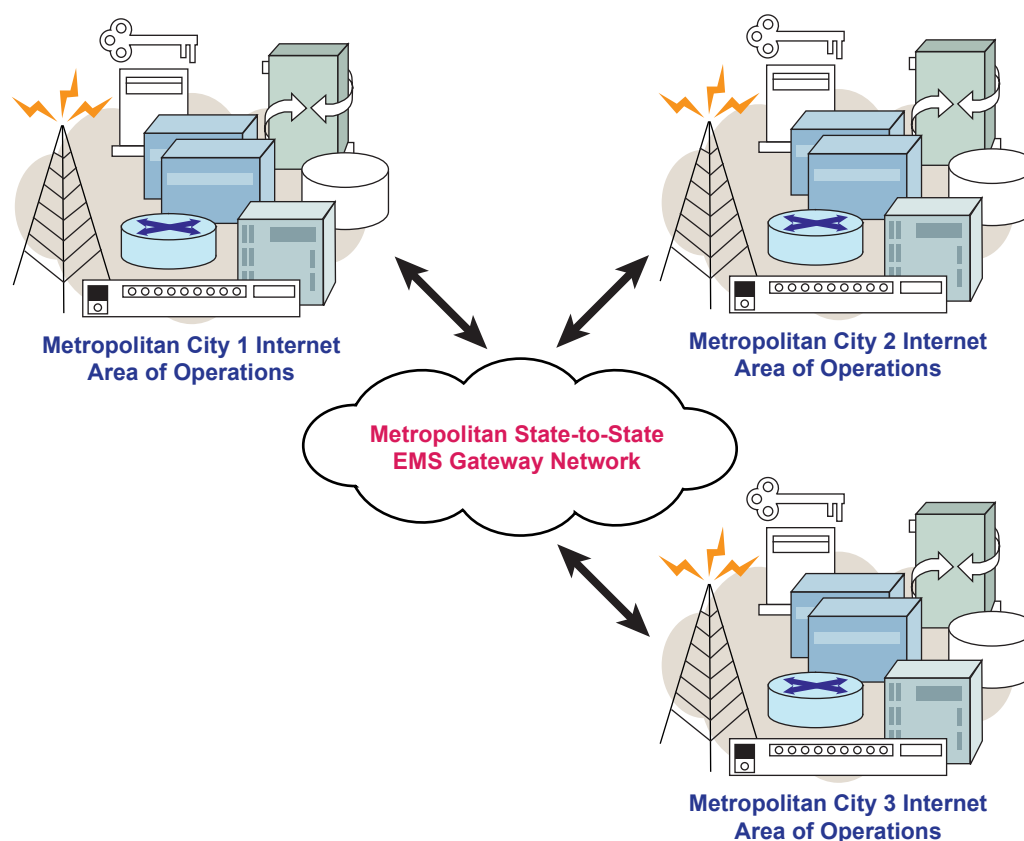 Metropolitan City 1 Internet
Area of Operations
Metropolitan City 2 Internet
Area of Operations
Metropolitan State-to-State
EMS Gateway Network
Metropolitan City 3 Internet
Area of Operations